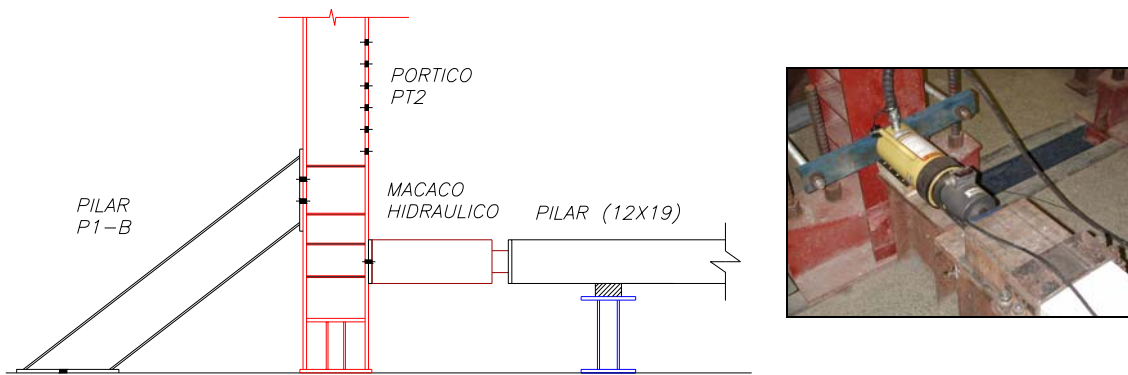 PORTICO
PT2
PILAR
P1-B
MACACO
HIDRAULICO
PILAR (12X19)